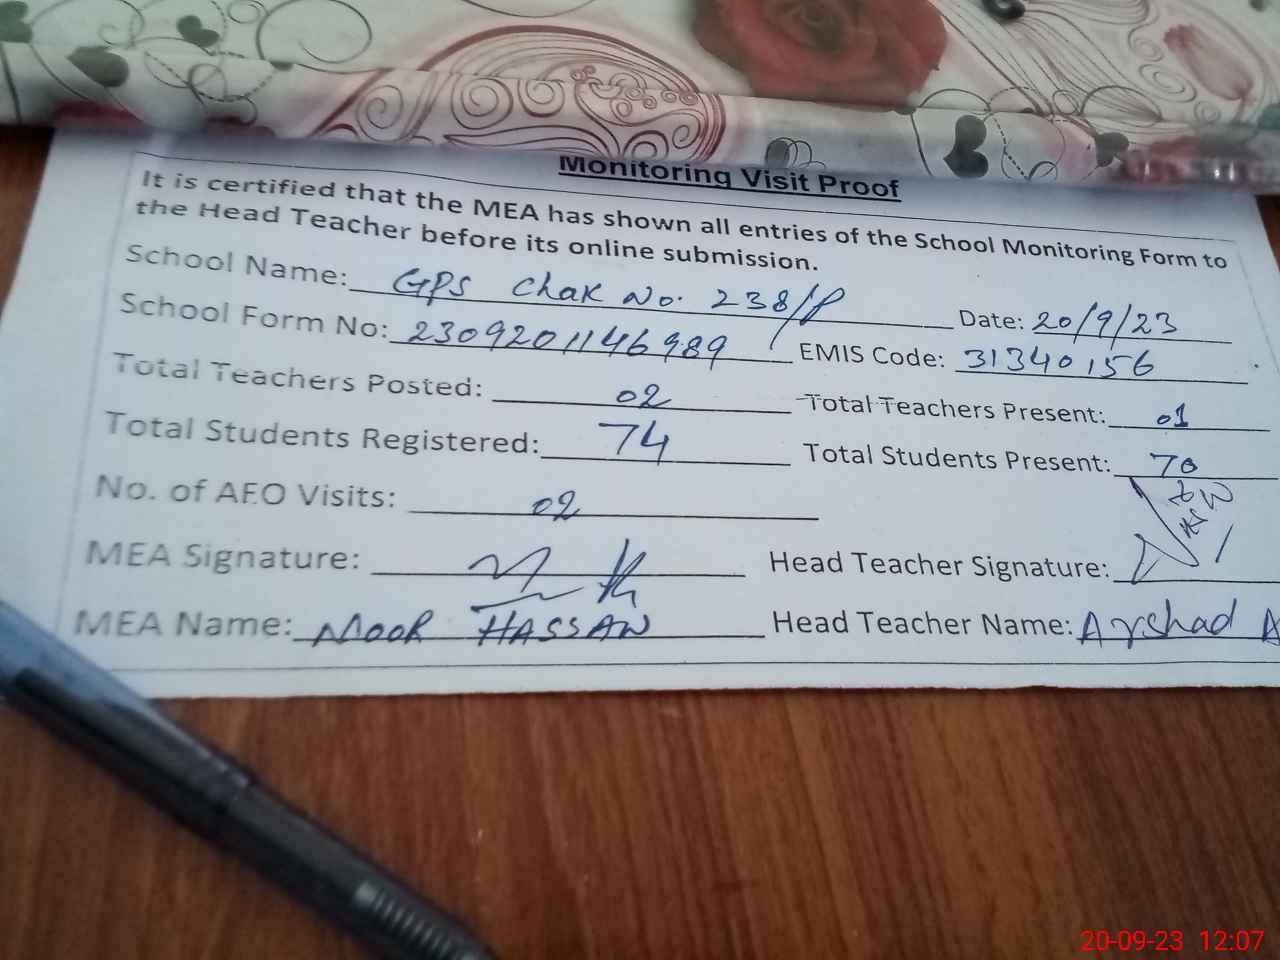 Monitoring Visit Proof
It is certified that the MEA has shown all entries of the School Monitoring Form to
the Head Teacher before its online submission.
School Name: GPS Chak No. 238/P Date: 20/9/23
School Form No: 2309201146989 EMIS Code: 31340156
Total Teachers Posted: 02 Total Teachers Present: 01
Total Students Registered: 74 Total Students Present: 70
No. of AEO Visits: 02
MEA Signature: Head Teacher Signature:
MEA Name: NOOR HASSAN Head Teacher Name: Arshad A
20-09-23 12:07